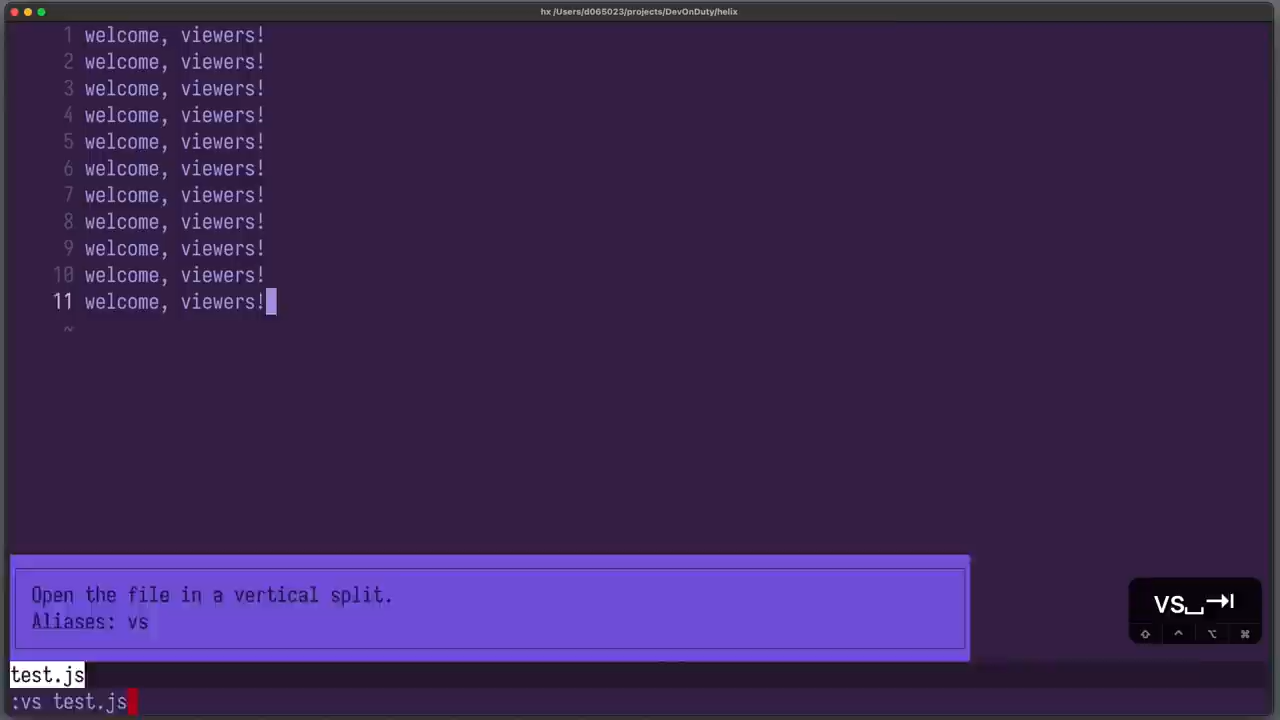 hx /Users/d065023/projects/DevOnDuty/helix
1 welcome, viewers!
2 welcome, viewers!
3 welcome, viewers!
4 welcome, viewers!
5 welcome, viewers!
6 welcome, viewers!
7 welcome, viewers!
8 welcome, viewers!
9 welcome, viewers!
10 welcome, viewers!
11 welcome, viewers!
~
Open the file in a vertical split.
Aliases: vs
vs␣⇥
⇧ ^ ⌥ ⌘
test.js
:vs test.js